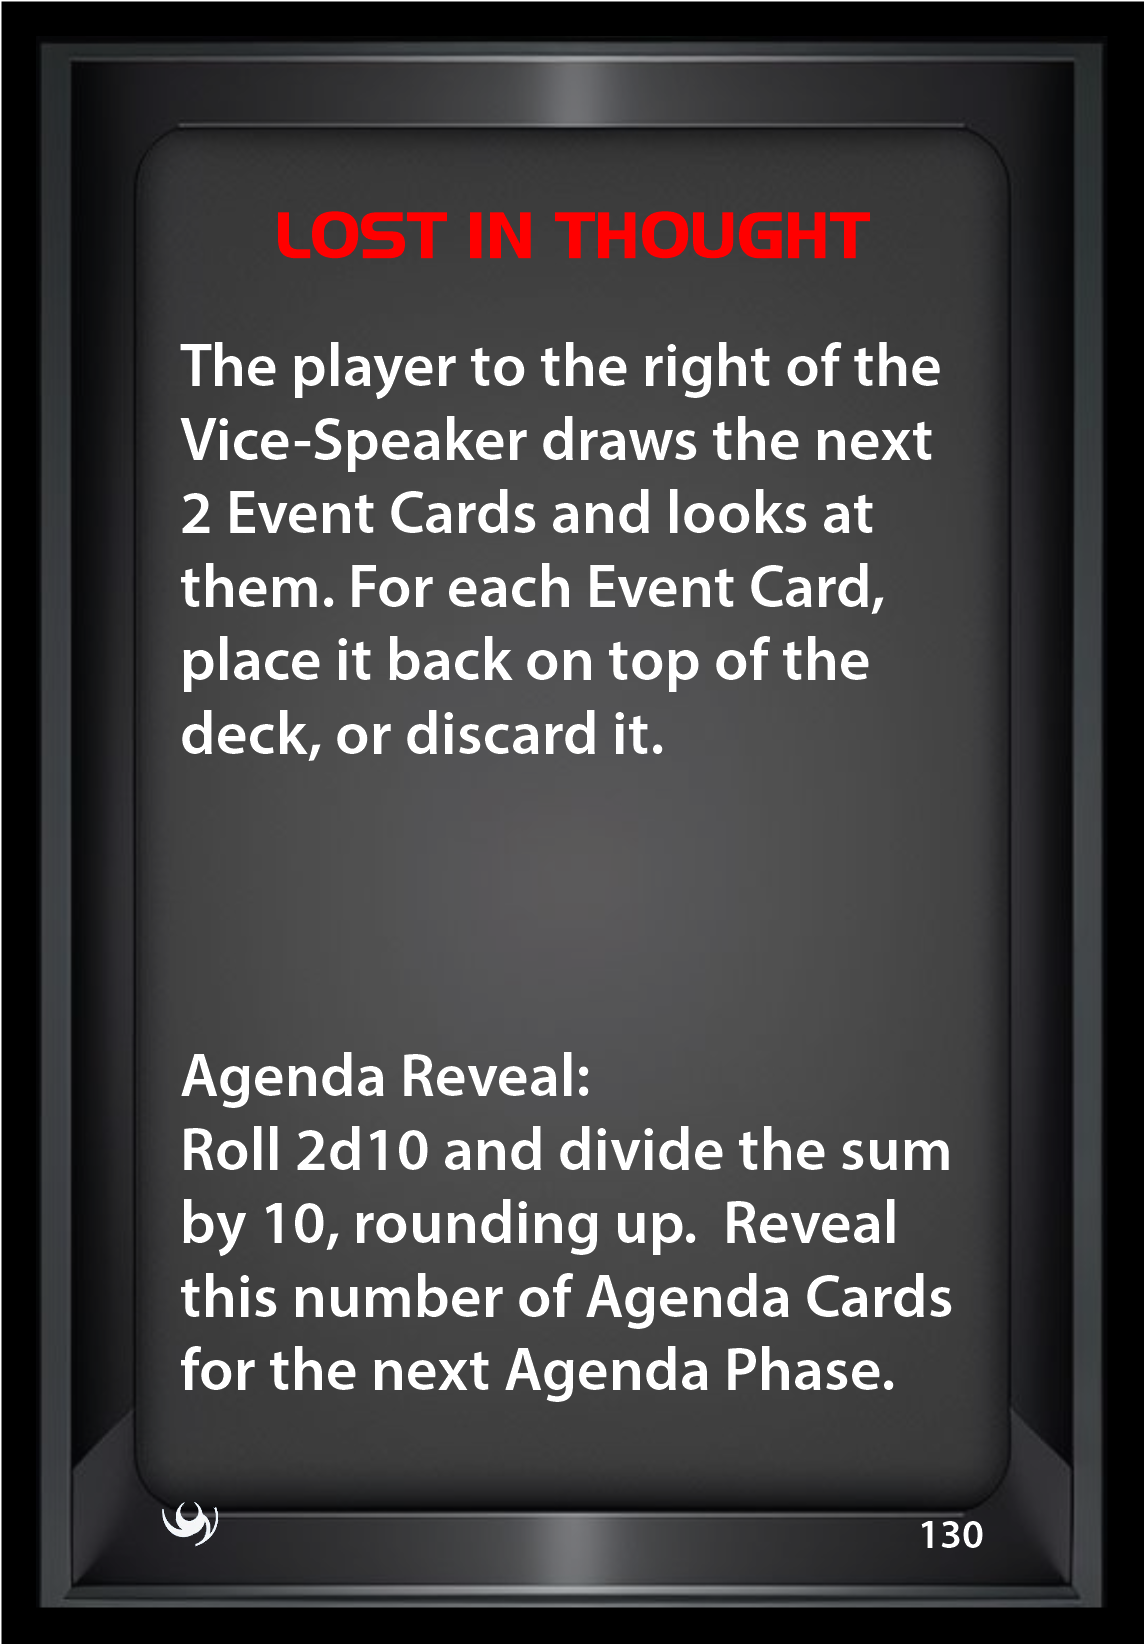 LOST IN THOUGHT
The player to the right of the
Vice-Speaker draws the next
2 Event Cards and looks at
them. For each Event Card,
place it back on top of the
deck, or discard it.
Agenda Reveal:
Roll 2d10 and divide the sum
by 10, rounding up.  Reveal
this number of Agenda Cards
for the next Agenda Phase.
130